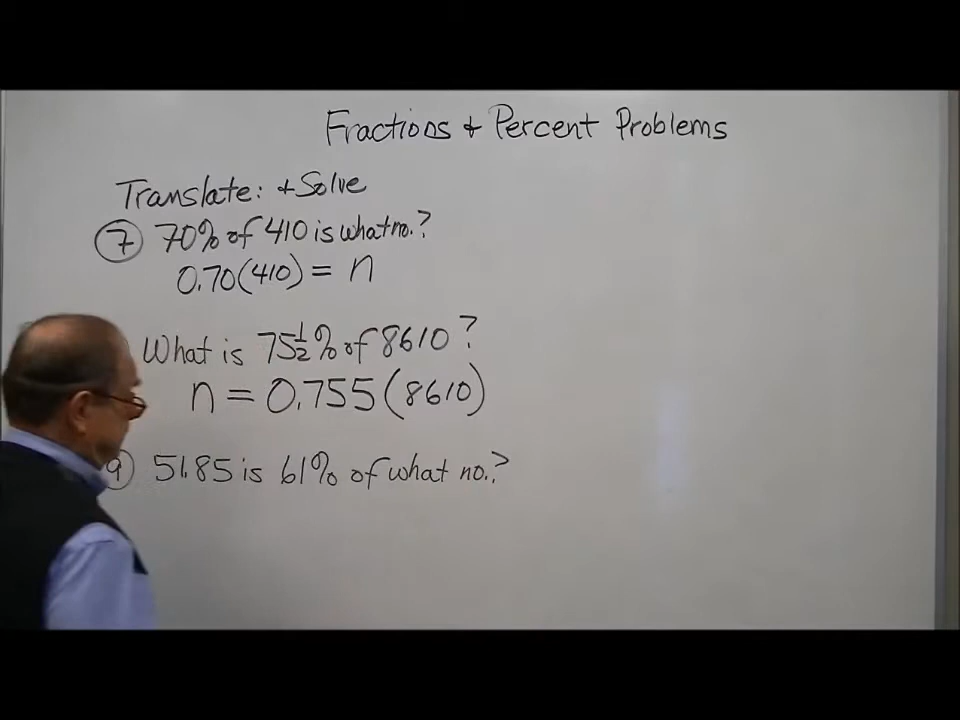 Fractions + Percent Problems
Translate: + Solve
7 70% of 410 is what no.?
0.70(410) = n
What is 75½% of 8610?
n = 0.755(8610)
9 51.85 is 61% of what no.?